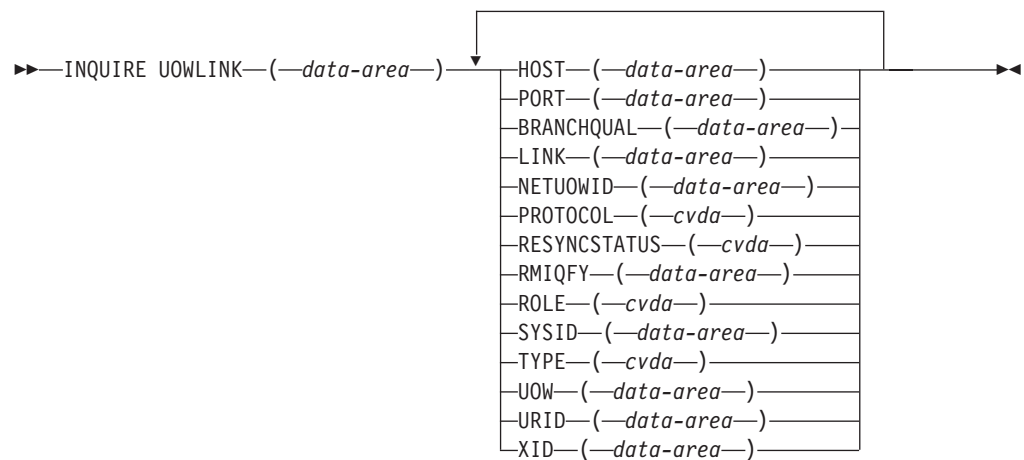 INQUIRE UOWLINK (data-area) HOST (data-area)
PORT (data-area)
BRANCHQUAL (data-area)
LINK (data-area)
NETUOWID (data-area)
PROTOCOL (cvda)
RESYNCSTATUS (cvda)
RMIQFY (data-area)
ROLE (cvda)
SYSID (data-area)
TYPE (cvda)
UOW (data-area)
URID (data-area)
XID (data-area)